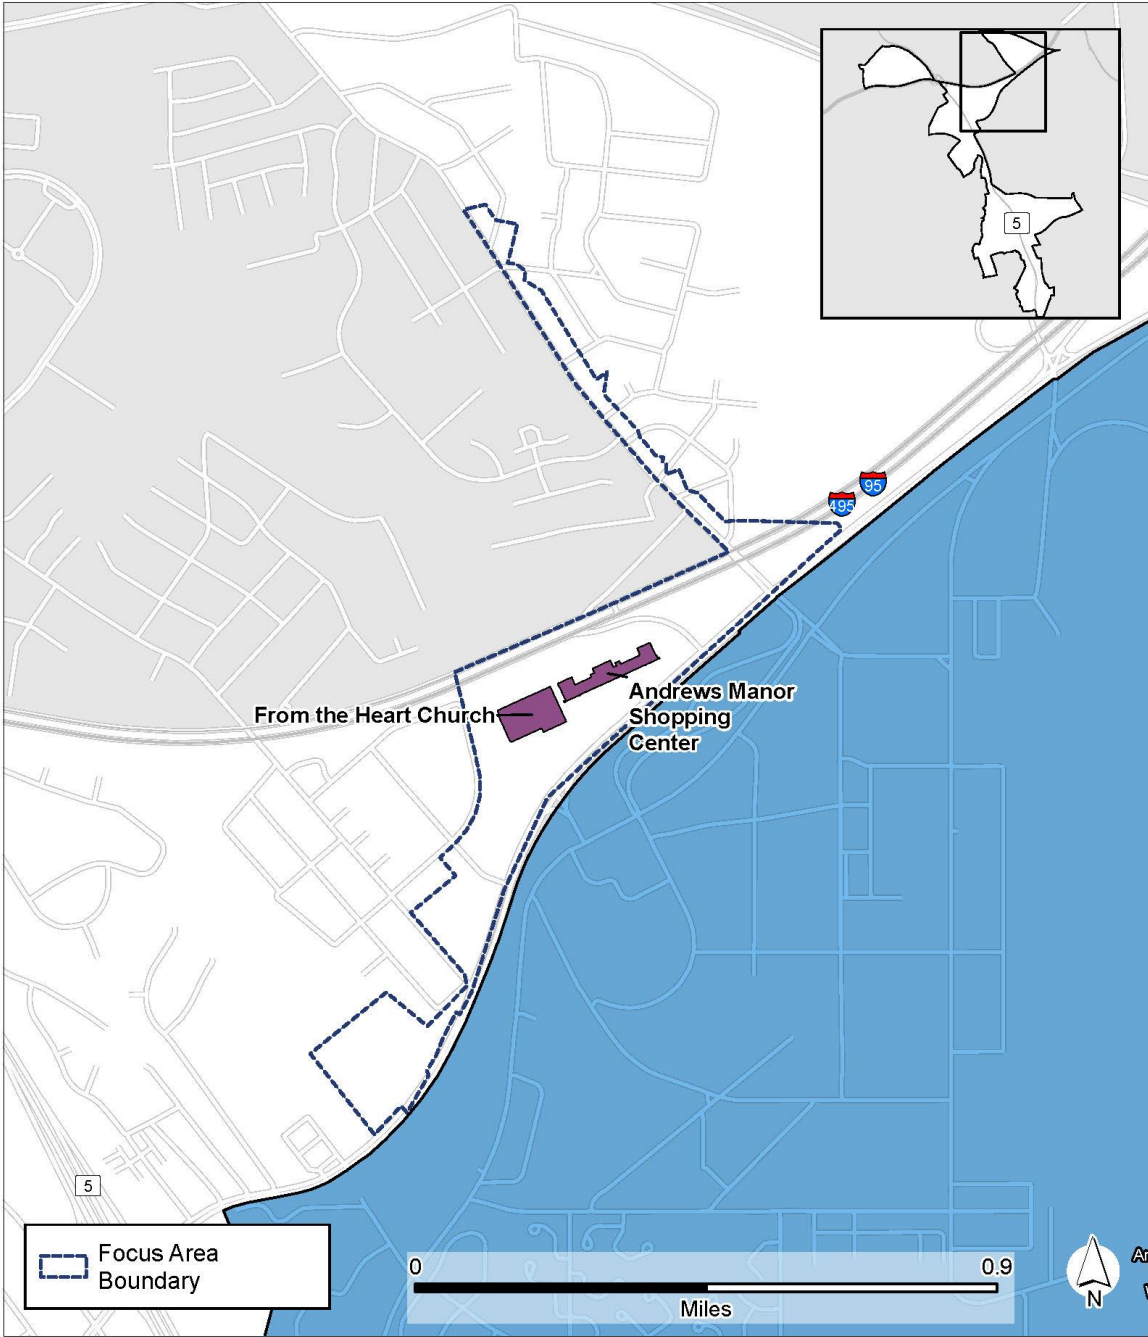 5
95
495
Andrews Manor
Shopping
Center
From the Heart Church
5
Focus Area
Boundary
0
0.9
Miles
N